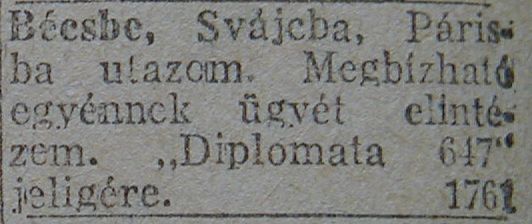 Bécsbe, Svájcba, Páris-
ba utazom. Megbízható
egyénnek ügyét elinté-
zem. „Diplomata 647"
jeligére. 1761